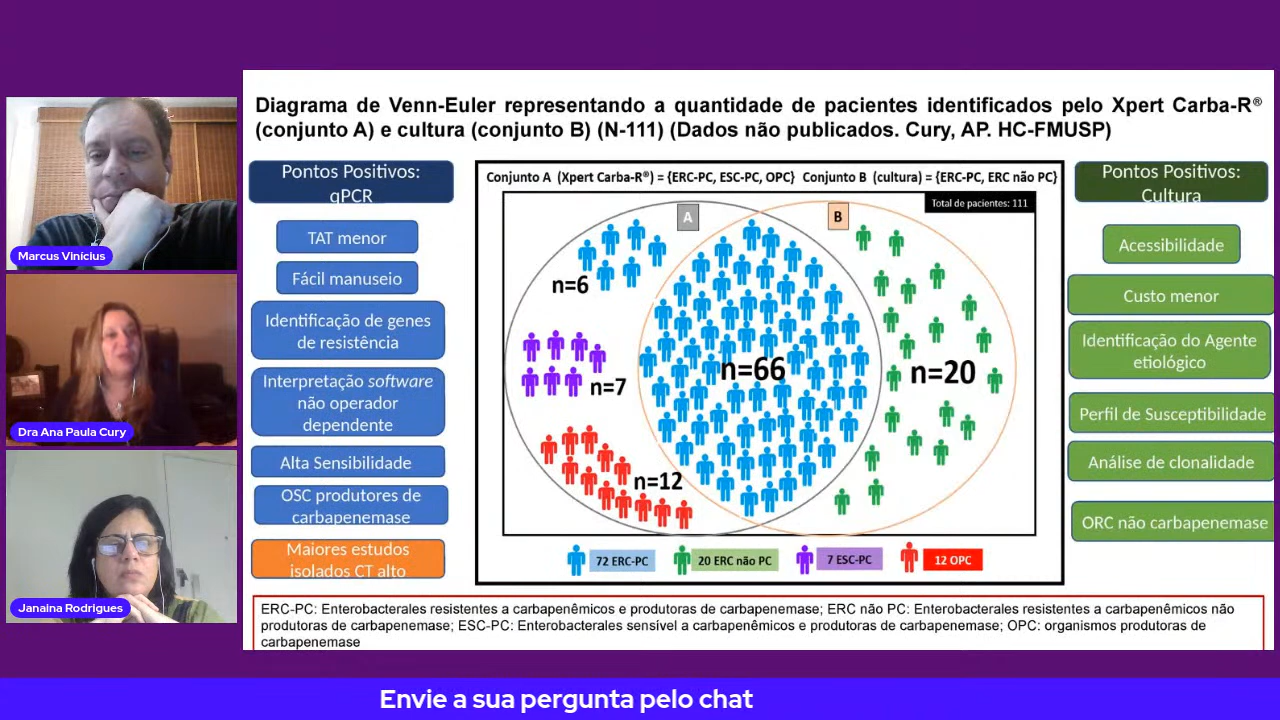 Diagrama de Venn-Euler representando a quantidade de pacientes identificados pelo Xpert Carba-R®
(conjunto A) e cultura (conjunto B) (N-111) (Dados não publicados. Cury, AP. HC-FMUSP)
Pontos Positivos:
qPCR
TAT menor
Fácil manuseio
Identificação de genes
de resistência
Interpretação software
não operador
dependente
Alta Sensibilidade
OSC produtores de
carbapenemase
Maiores estudos
isolados CT alto
Conjunto A (Xpert Carba-R®) = {ERC-PC, ESC-PC, OPC} Conjunto B (cultura) = {ERC-PC, ERC não PC}
Total de pacientes: 111
A
B
n=6
n=7
n=12
n=66
n=20
72 ERC-PC
20 ERC não PC
7 ESC-PC
12 OPC
Pontos Positivos:
Cultura
Acessibilidade
Custo menor
Identificação do Agente
etiológico
Perfil de Susceptibilidade
Análise de clonalidade
ORC não carbapenemase
ERC-PC: Enterobacterales resistentes a carbapenêmicos e produtoras de carbapenemase; ERC não PC: Enterobacterales resistentes a carbapenêmicos não
produtoras de carbapenemase; ESC-PC: Enterobacterales sensível a carbapenêmicos e produtoras de carbapenemase; OPC: organismos produtoras de
carbapenemase
Marcus Vinícius
Dra Ana Paula Cury
Janaina Rodrigues
Envie a sua pergunta pelo chat